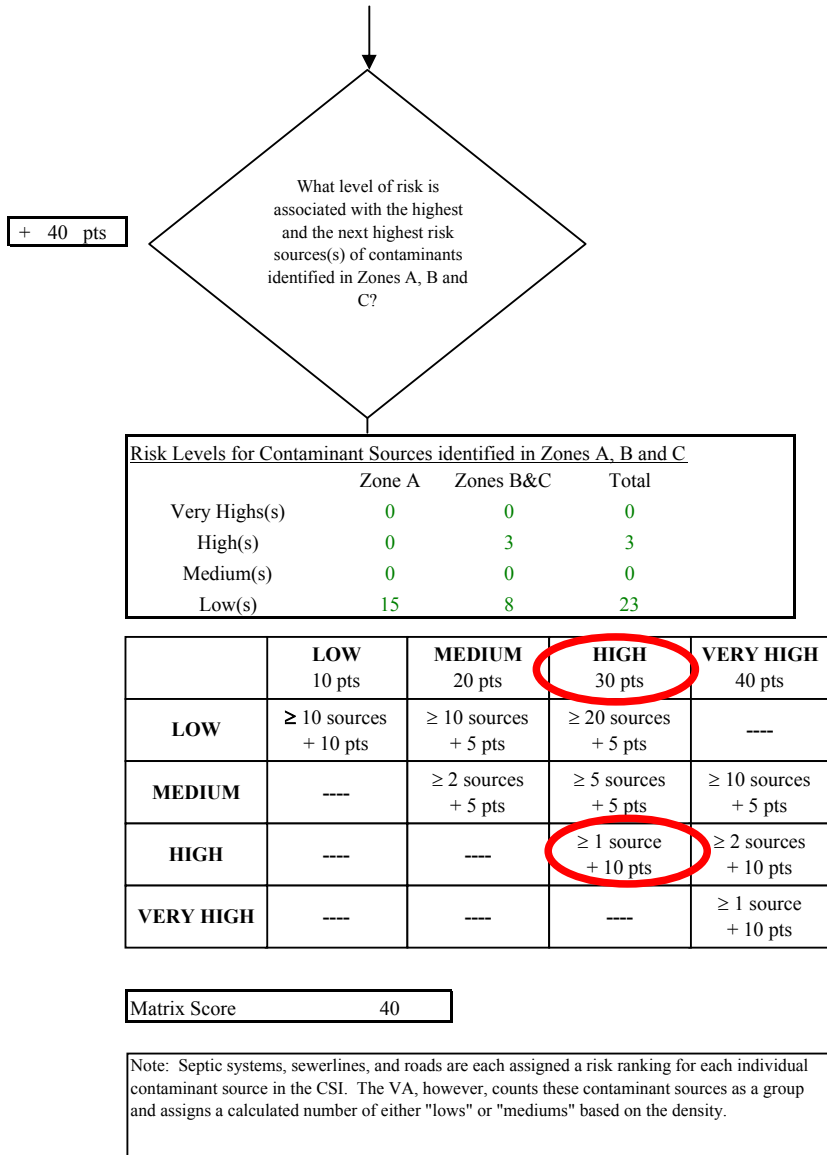 What level of risk is
associated with the highest
and the next highest risk
sources(s) of contaminants
identified in Zones A, B and
C?
+ 40 pts
Risk Levels for Contaminant Sources identified in Zones A, B and C
Zone A Zones B&C Total
Very Highs(s) 0 0 0
High(s) 0 3 3
Medium(s) 0 0 0
Low(s) 15 8 23
LOW MEDIUM HIGH VERY HIGH
10 pts 20 pts 30 pts 40 pts
LOW ≥ 10 sources ≥ 10 sources ≥ 20 sources ----
+ 10 pts + 5 pts + 5 pts
MEDIUM ---- ≥ 2 sources ≥ 5 sources ≥ 10 sources
+ 5 pts + 5 pts + 5 pts
HIGH ---- ---- ≥ 1 source ≥ 2 sources
+ 10 pts + 10 pts
VERY HIGH ---- ---- ---- ≥ 1 source
+ 10 pts
Matrix Score 40
Note: Septic systems, sewerlines, and roads are each assigned a risk ranking for each individual
contaminant source in the CSI. The VA, however, counts these contaminant sources as a group
and assigns a calculated number of either "lows" or "mediums" based on the density.